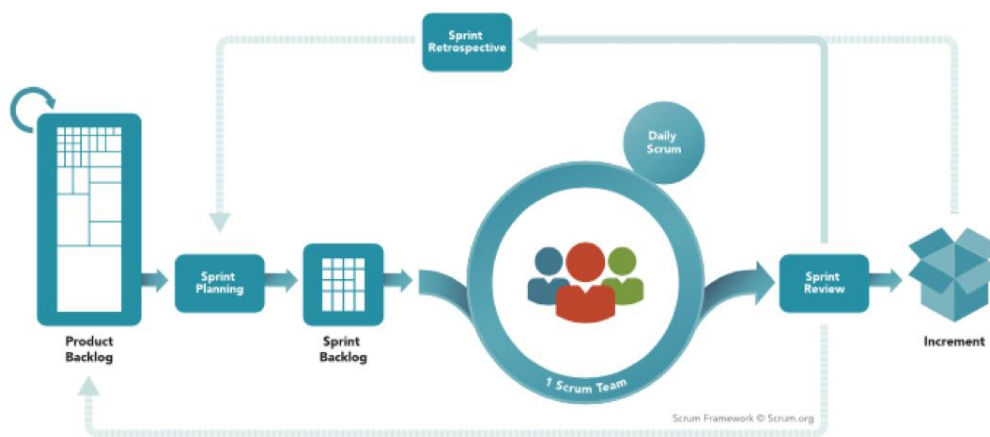 Sprint
Retrospective
Daily
Scrum
Sprint
Planning
Sprint
Review
Product
Backlog
Sprint
Backlog
1 Scrum Team
Increment
Scrum Framework © Scrum.org